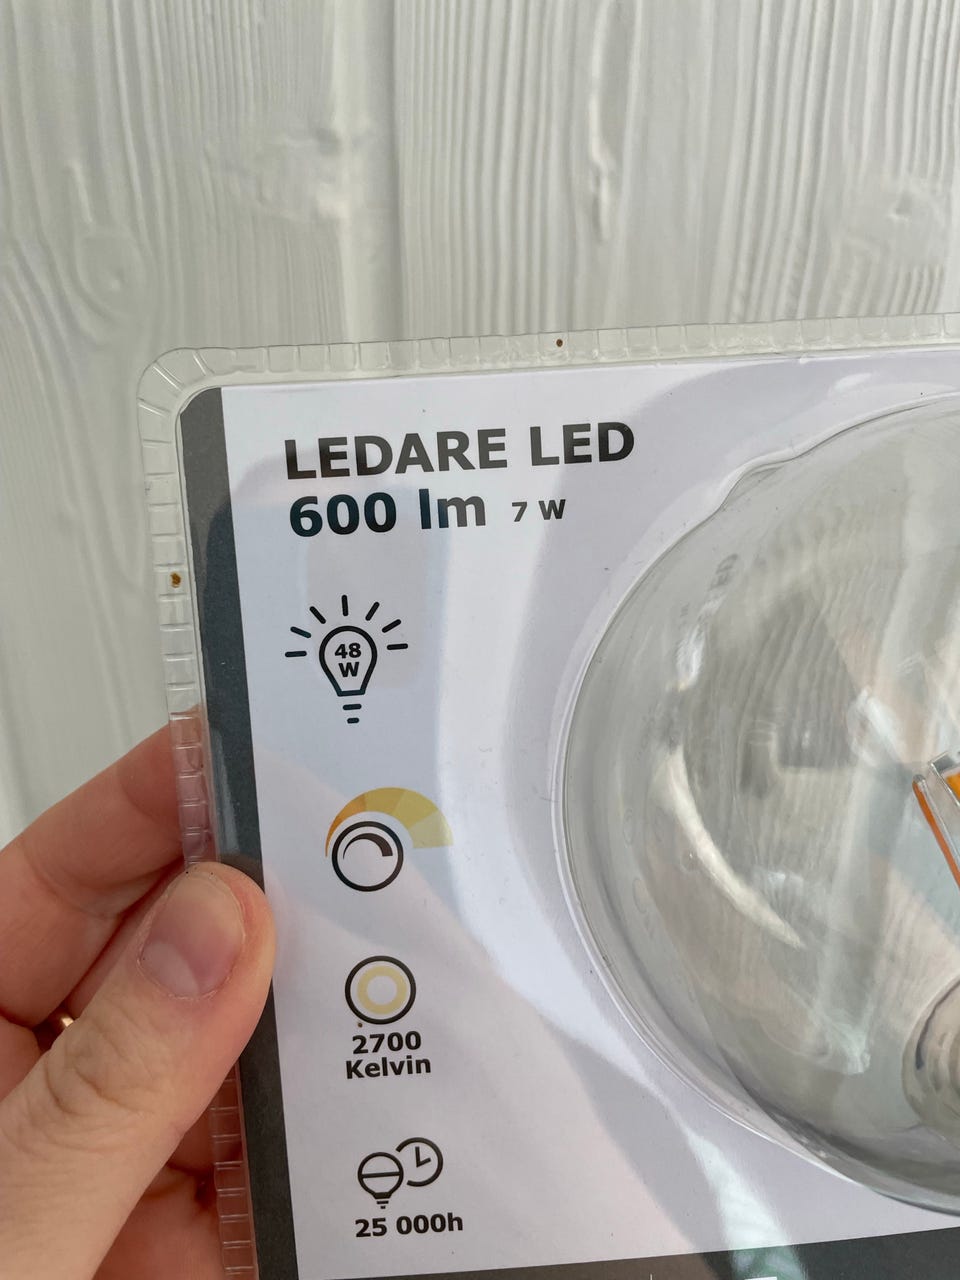 LEDARE LED
600 lm 7 W
48
W
2700
Kelvin
25 000h